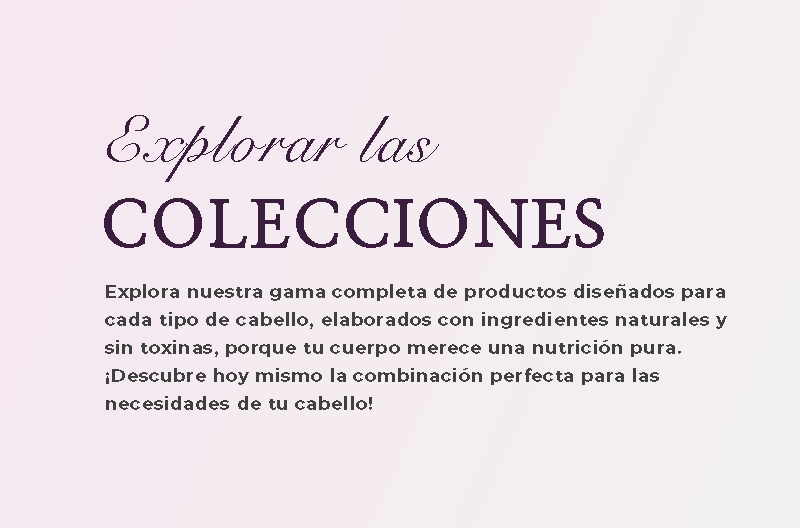 Explorar las
COLECCIONES
Explora nuestra gama completa de productos diseñados para
cada tipo de cabello, elaborados con ingredientes naturales y
sin toxinas, porque tu cuerpo merece una nutrición pura.
¡Descubre hoy mismo la combinación perfecta para las
necesidades de tu cabello!